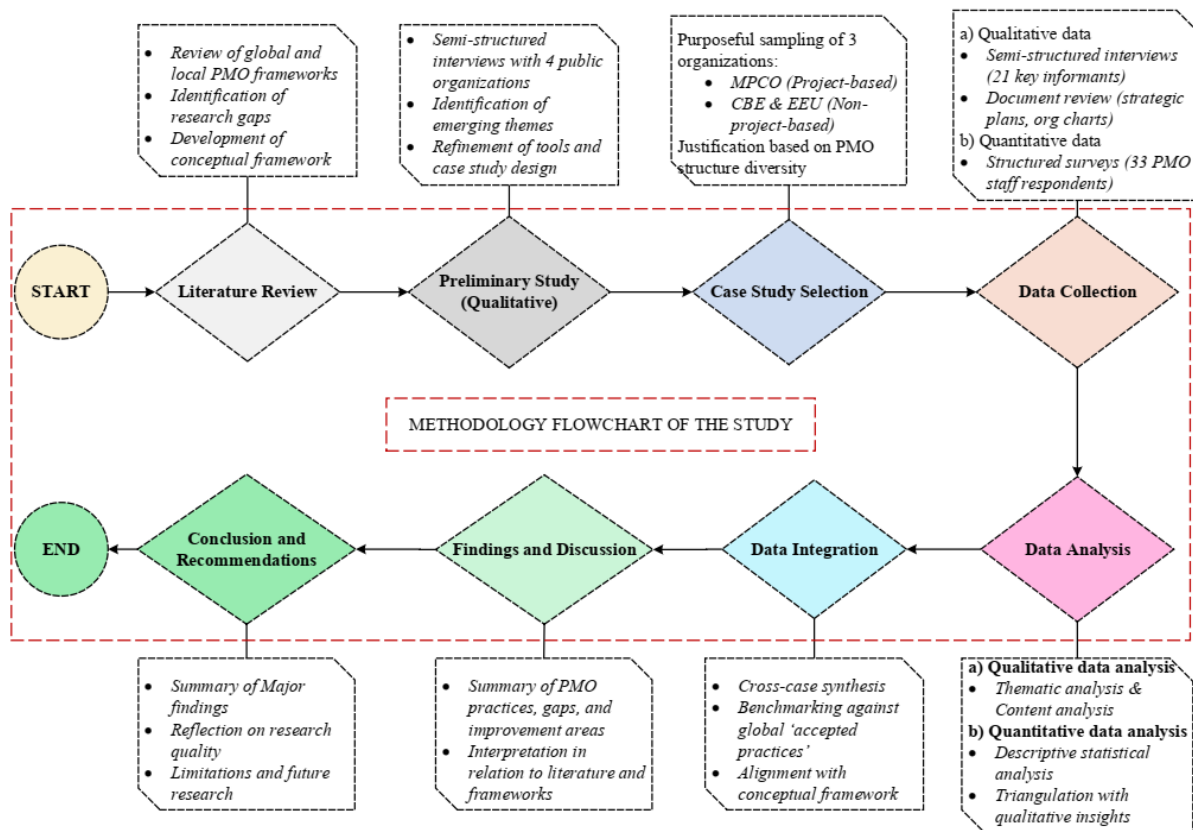 • Review of global and
local PMO frameworks
• Identification of
research gaps
• Development of
conceptual framework
• Semi-structured
interviews with 4 public
organizations
• Identification of
emerging themes
• Refinement of tools and
case study design
Purposeful sampling of 3
organizations:
• MPCO (Project-based)
• CBE & EEU (Non-
project-based)
Justification based on PMO
structure diversity
a) Qualitative data
• Semi-structured interviews
(21 key informants)
• Document review (strategic
plans, org charts)
b) Quantitative data
• Structured surveys (33 PMO
staff respondents)
START
Literature Review
Preliminary Study
(Qualitative)
Case Study Selection
Data Collection
METHODOLOGY FLOWCHART OF THE STUDY
END
Conclusion and
Recommendations
Findings and Discussion
Data Integration
Data Analysis
• Summary of Major
findings
• Reflection on research
quality
• Limitations and future
research
• Summary of PMO
practices, gaps, and
improvement areas
• Interpretation in
relation to literature and
frameworks
• Cross-case synthesis
• Benchmarking against
global ‘accepted
practices’
• Alignment with
conceptual framework
a) Qualitative data analysis
• Thematic analysis &
Content analysis
b) Quantitative data analysis
• Descriptive statistical
analysis
• Triangulation with
qualitative insights